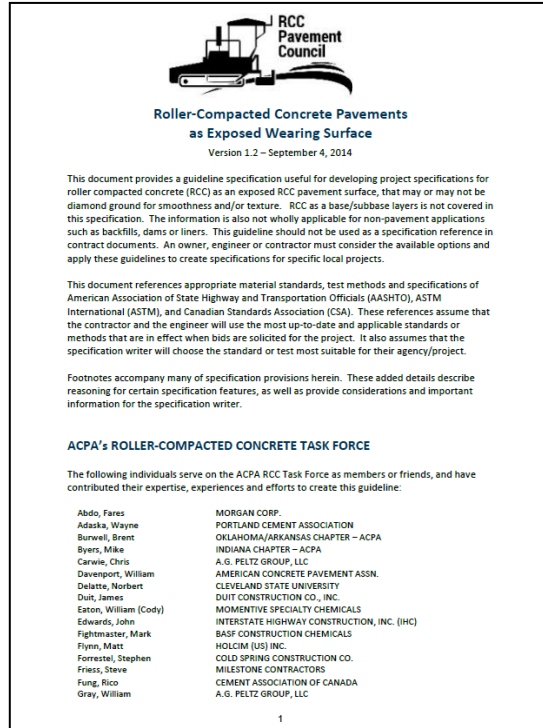 RCC
Pavement
Council
Roller-Compacted Concrete Pavements
as Exposed Wearing Surface
Version 1.2 – September 4, 2014
This document provides a guideline specification useful for developing project specifications for
roller compacted concrete (RCC) as an exposed RCC pavement surface, that may or may not be
diamond ground for smoothness and/or texture.  RCC as a base/subbase layers is not covered in
this specification.  The information is also not wholly applicable for non-pavement applications
such as backfills, dams or liners.  This guideline should not be used as a specification reference in
contract documents.  An owner, engineer or contractor must consider the available options and
apply these guidelines to create specifications for specific local projects.
This document references appropriate material standards, test methods and specifications of
American Association of State Highway and Transportation Officials (AASHTO), ASTM
International (ASTM), and Canadian Standards Association (CSA).  These references assume that
the contractor and the engineer will use the most up-to-date and applicable standards or
methods that are in effect when bids are solicited for the project.  It also assumes that the
specification writer will choose the standard or test most suitable for their agency/project.
Footnotes accompany many of specification provisions herein.  These added details describe
reasoning for certain specification features, as well as provide considerations and important
information for the specification writer.
ACPA's ROLLER-COMPACTED CONCRETE TASK FORCE
The following individuals serve on the ACPA RCC Task Force as members or friends, and have
contributed their expertise, experiences and efforts to create this guideline:
Abdo, Fares MORGAN CORP.
Adaska, Wayne PORTLAND CEMENT ASSOCIATION
Burwell, Brent OKLAHOMA/ARKANSAS CHAPTER – ACPA
Byers, Mike INDIANA CHAPTER – ACPA
Carwie, Chris A.G. PELTZ GROUP, LLC
Davenport, William AMERICAN CONCRETE PAVEMENT ASSN.
Delatte, Norbert CLEVELAND STATE UNIVERSITY
Duit, James DUIT CONSTRUCTION CO., INC.
Eaton, William (Cody) MOMENTIVE SPECIALTY CHEMICALS
Edwards, John INTERSTATE HIGHWAY CONSTRUCTION, INC. (IHC)
Fightmaster, Mark BASF CONSTRUCTION CHEMICALS
Flynn, Matt HOLCIM (US) INC.
Forrestel, Stephen COLD SPRING CONSTRUCTION CO.
Friess, Steve MILESTONE CONTRACTORS
Fung, Rico CEMENT ASSOCIATION OF CANADA
Gray, William A.G. PELTZ GROUP, LLC
1